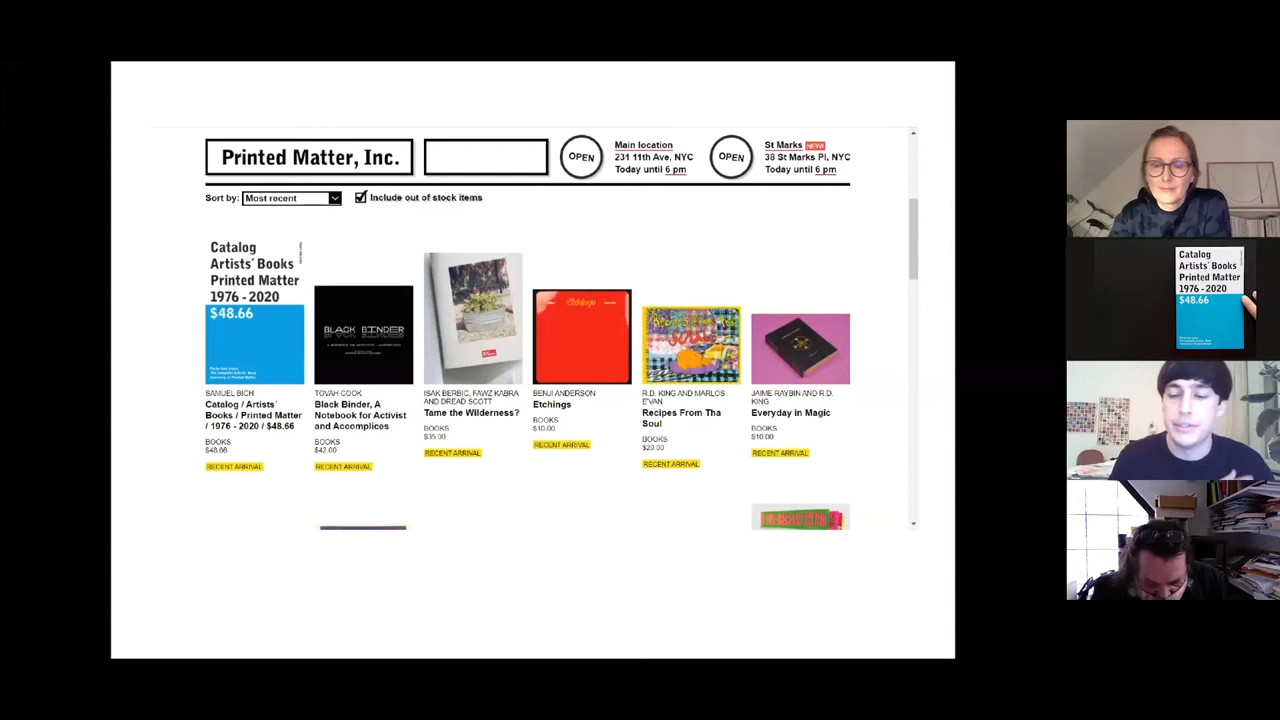 Printed Matter, Inc.
OPEN
Main location
231 11th Ave, NYC
Today until 6 pm
OPEN
St Marks NEW!
38 St Marks Pl, NYC
Today until 6 pm
Sort by: Most recent
Include out of stock items
Catalog
Artists´ Books
Printed Matter
1976 - 2020
$48.66
SAMUEL BICH
Catalog / Artists´
Books / Printed Matter
/ 1976 - 2020 / $48.66
BOOKS
$48.66
RECENT ARRIVAL
BLACK BINDER
TOVAH COOK
Black Binder, A
Notebook for Activist
and Accomplices
BOOKS
$42.00
RECENT ARRIVAL
ISAK BERBIC, FAWZ KABRA
AND DREAD SCOTT
Tame the Wilderness?
BOOKS
$35.00
RECENT ARRIVAL
Etchings
BENJI ANDERSON
Etchings
BOOKS
$10.00
RECENT ARRIVAL
Recipes From Tha
SOUL
R.D. KING AND MARLOS
E'VAN
Recipes From Tha
Soul
BOOKS
$20.00
RECENT ARRIVAL
JAIME RAYBIN AND R.D.
KING
Everyday in Magic
BOOKS
$10.00
RECENT ARRIVAL
Catalog
Artists´ Books
Printed Matter
1976 - 2020
$48.66